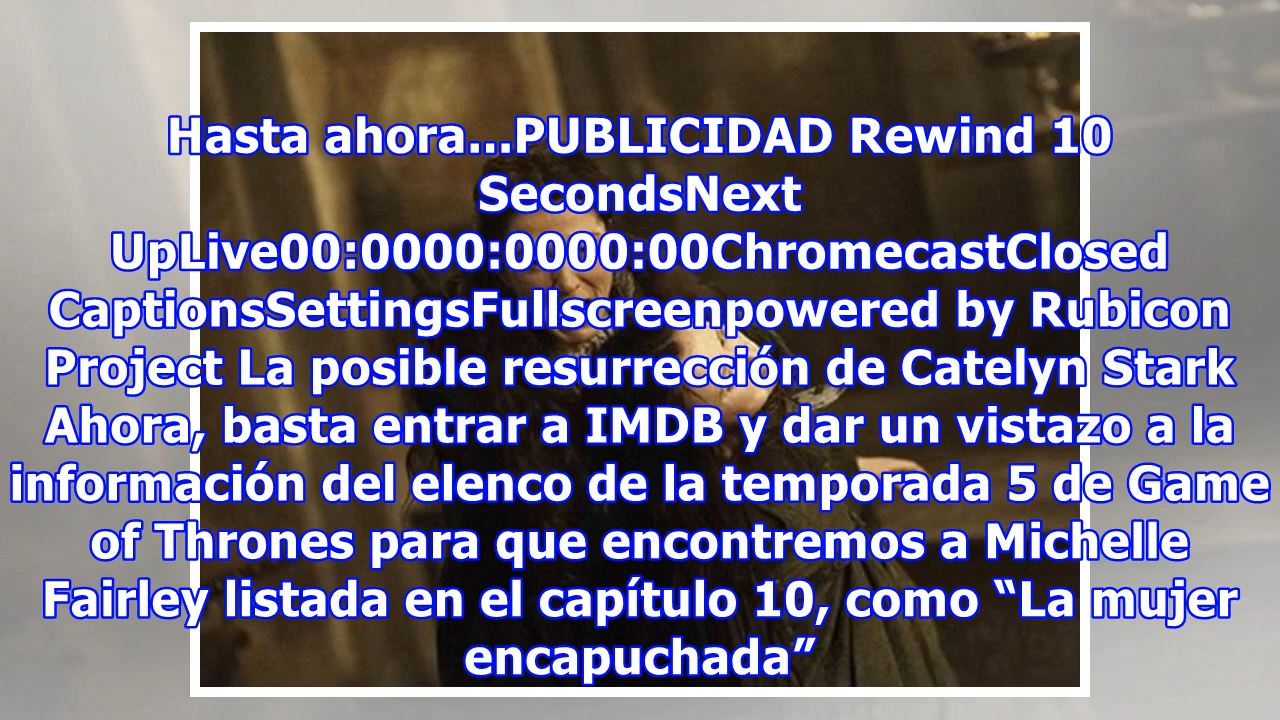 Hasta ahora...PUBLICIDAD Rewind 10
SecondsNext
UpLive00:0000:0000:00ChromecastClosed
CaptionsSettingsFullscreenpowered by Rubicon
Project La posible resurrección de Catelyn Stark
Ahora, basta entrar a IMDB y dar un vistazo a la
información del elenco de la temporada 5 de Game
of Thrones para que encontremos a Michelle
Fairley listada en el capítulo 10, como “La mujer
encapuchada”